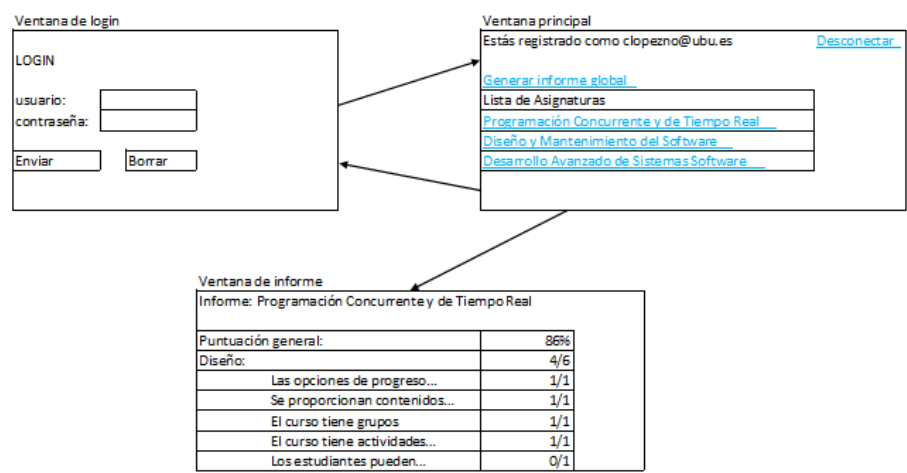 Ventana de login
LOGIN
usuario:
contraseña:
Enviar
Borrar
Ventana principal
Estás registrado como clopezno@ubu.es Desconectar
Generar informe global
Lista de Asignaturas
Programación Concurrente y de Tiempo Real
Diseño y Mantenimiento del Software
Desarrollo Avanzado de Sistemas Software
Ventana de informe
Informe: Programación Concurrente y de Tiempo Real
Puntuación general: 86%
Diseño: 4/6
Las opciones de progreso... 1/1
Se proporcionan contenidos... 1/1
El curso tiene grupos 1/1
El curso tiene actividades... 1/1
Los estudiantes pueden... 0/1